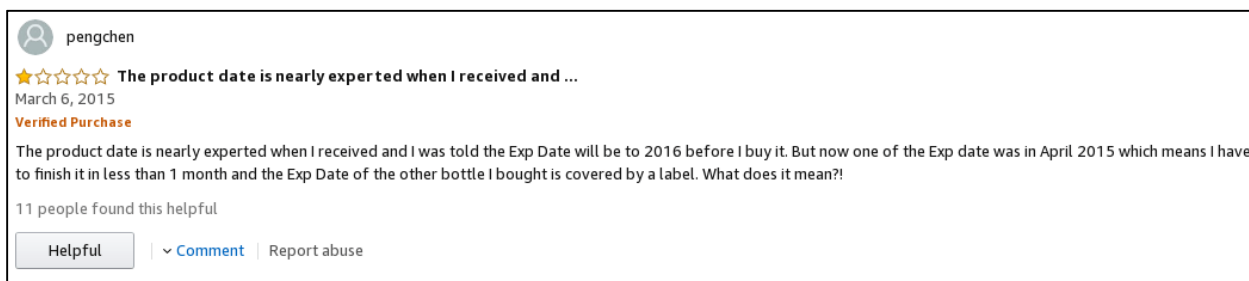 pengchen
The product date is nearly experted when I received and ...
March 6, 2015
Verified Purchase
The product date is nearly experted when I received and I was told the Exp Date will be to 2016 before I buy it. But now one of the Exp date was in April 2015 which means I have
to finish it in less than 1 month and the Exp Date of the other bottle I bought is covered by a label. What does it mean?!
11 people found this helpful
Helpful Comment Report abuse